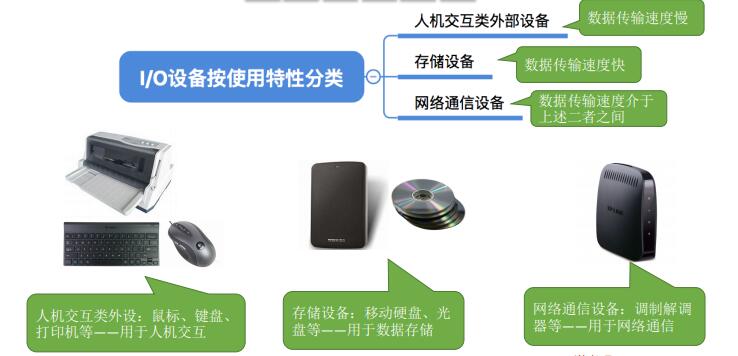 人机交互类外部设备
数据传输速度慢
I/O设备按使用特性分类
存储设备
数据传输速度快
网络通信设备
数据传输速度介于
上述二者之间
人机交互类外设：鼠标、键盘、
打印机等——用于人机交互
存储设备：移动硬盘、光
盘等——用于数据存储
网络通信设备：调制解调
器等——用于网络通信